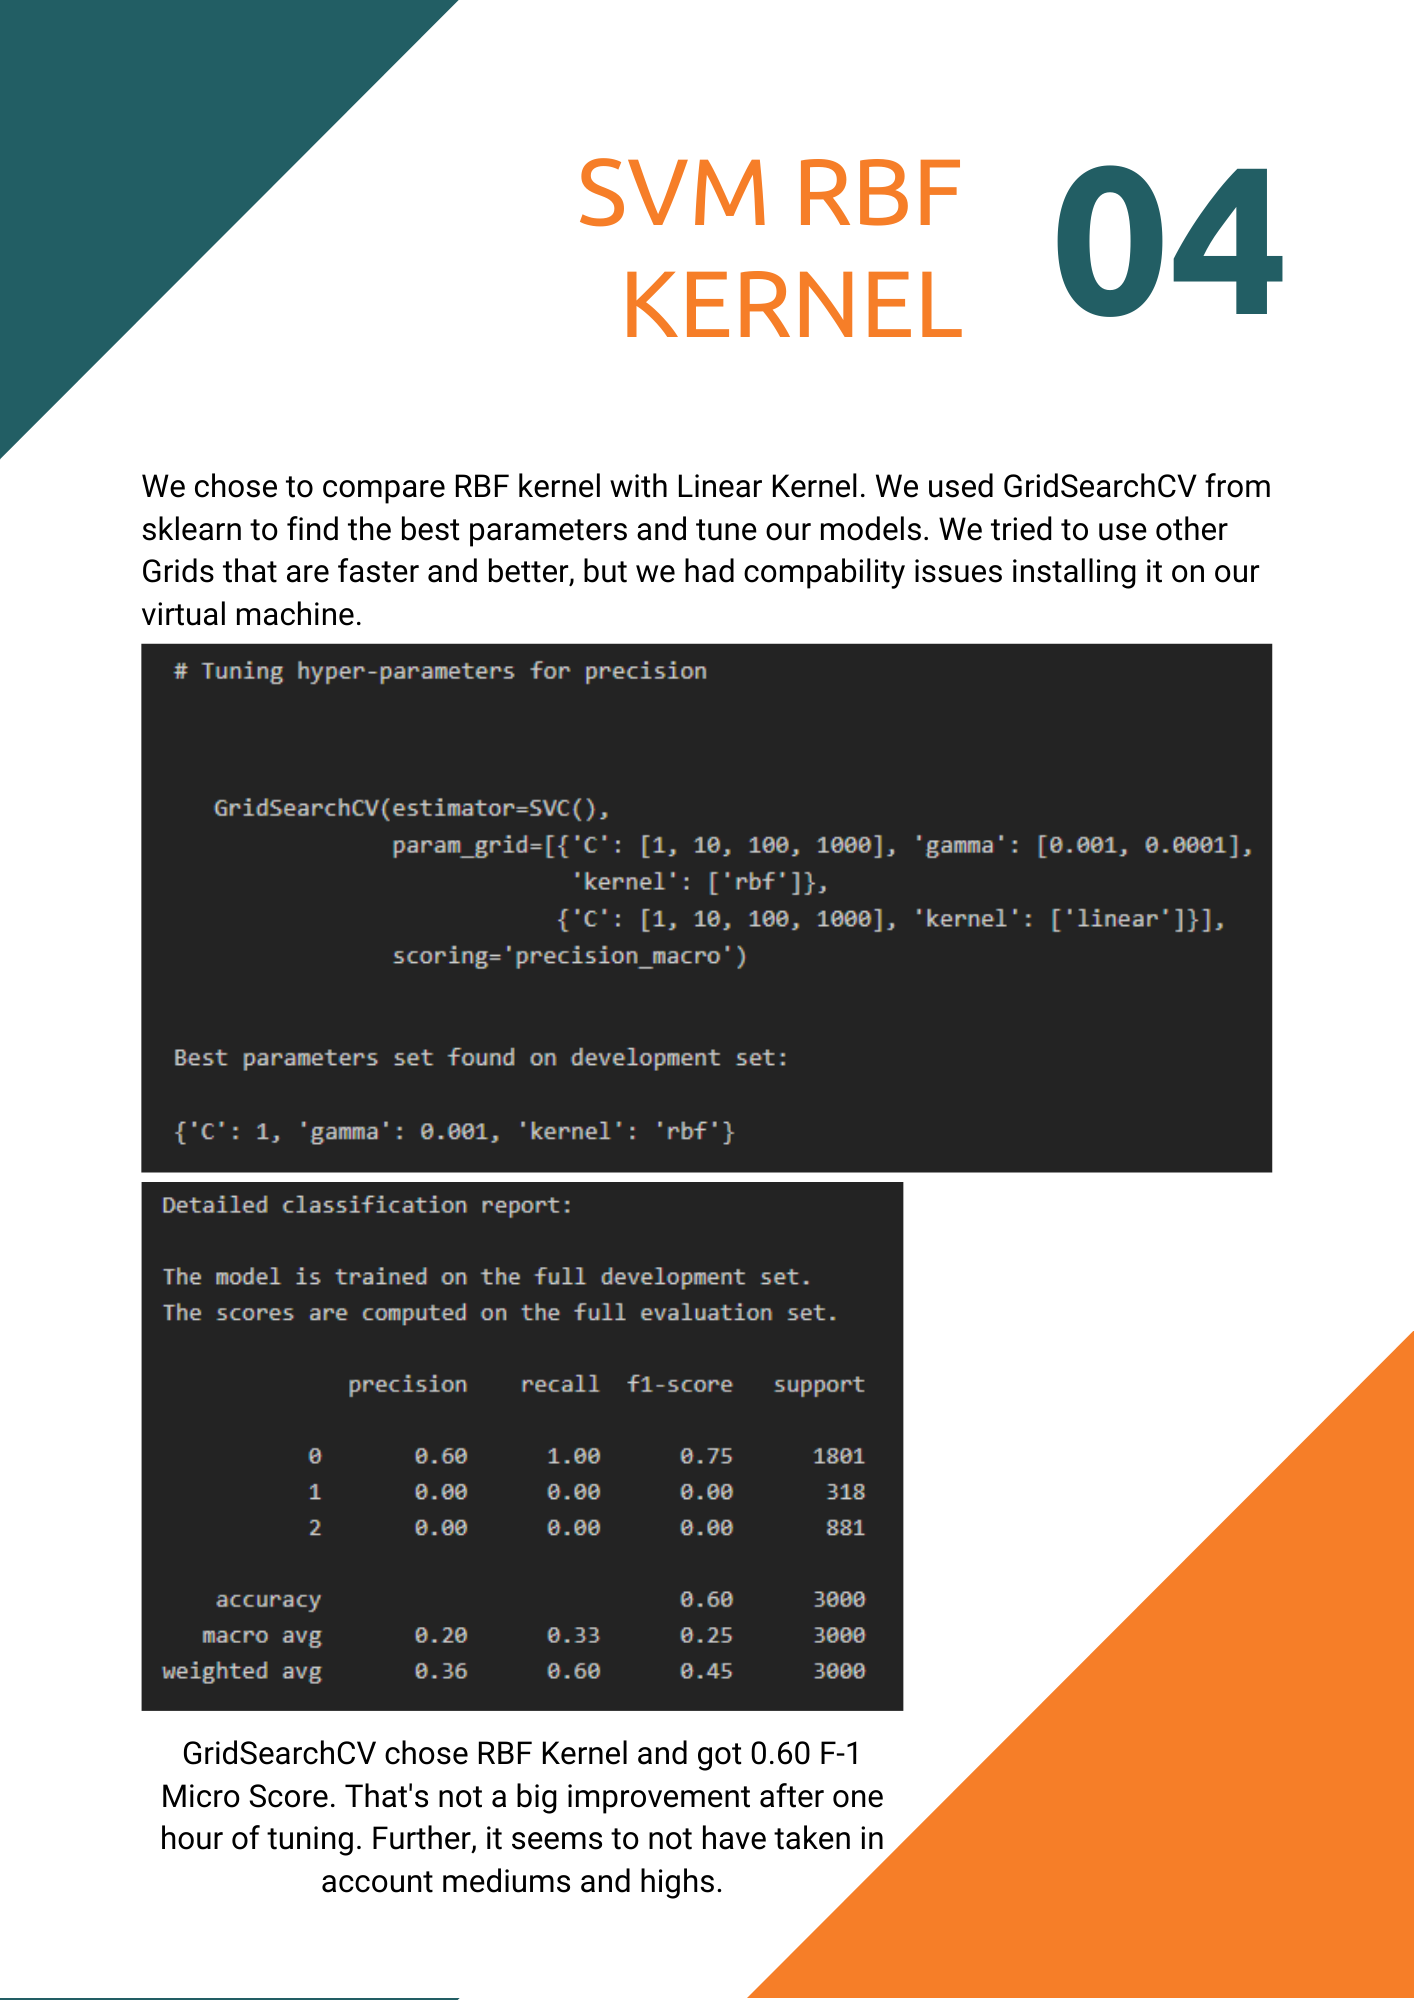 SVM RBF
KERNEL
04
We chose to compare RBF kernel with Linear Kernel. We used GridSearchCV from
sklearn to find the best parameters and tune our models. We tried to use other
Grids that are faster and better, but we had compability issues installing it on our
virtual machine.
# Tuning hyper-parameters for precision
GridSearchCV(estimator=SVC(),
param_grid=[{'C': [1, 10, 100, 1000], 'gamma': [0.001, 0.0001],
'kernel': ['rbf']},
{'C': [1, 10, 100, 1000], 'kernel': ['linear']}],
scoring='precision_macro')
Best parameters set found on development set:
{'C': 1, 'gamma': 0.001, 'kernel': 'rbf'}
Detailed classification report:
The model is trained on the full development set.
The scores are computed on the full evaluation set.
precision recall f1-score support
0 0.60 1.00 0.75 1801
1 0.00 0.00 0.00 318
2 0.00 0.00 0.00 881
accuracy 0.60 3000
macro avg 0.20 0.33 0.25 3000
weighted avg 0.36 0.60 0.45 3000
GridSearchCV chose RBF Kernel and got 0.60 F-1
Micro Score. That's not a big improvement after one
hour of tuning. Further, it seems to not have taken in
account mediums and highs.